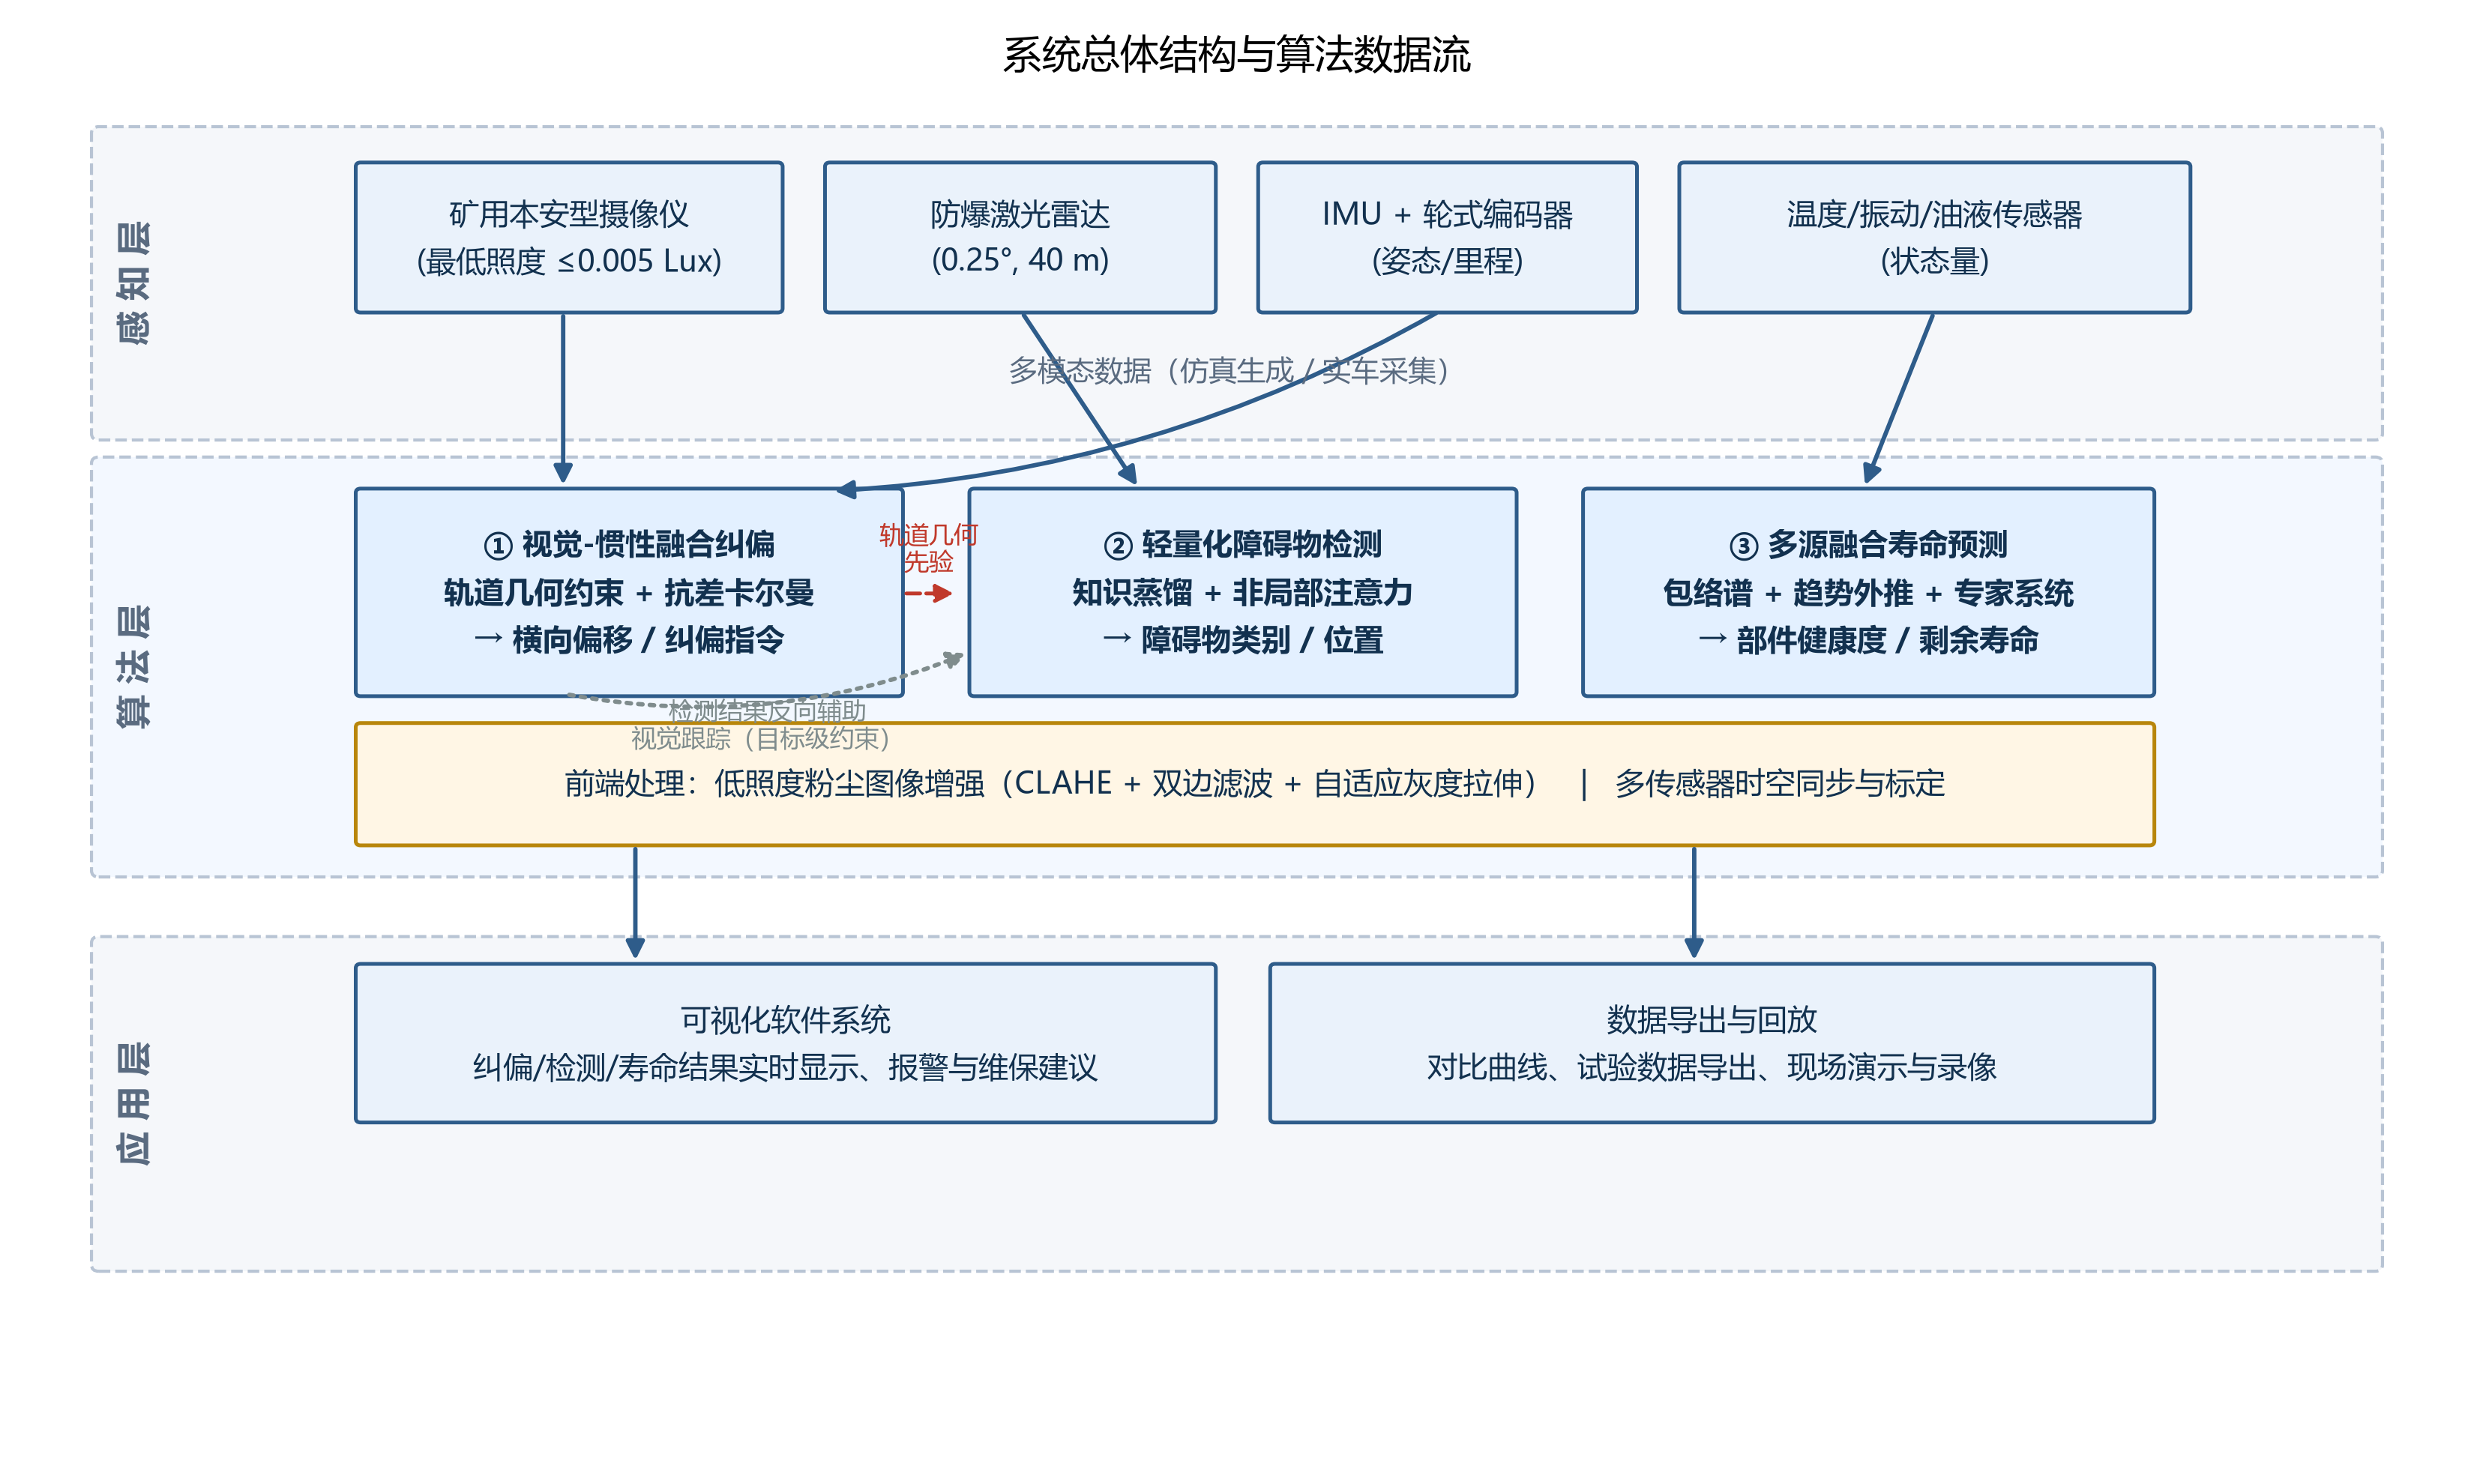 系统总体结构与算法数据流
感知层
矿用本安型摄像仪
(最低照度 ≤0.005 Lux)
防爆激光雷达
(0.25°, 40 m)
IMU + 轮式编码器
(姿态/里程)
温度/振动/油液传感器
(状态量)
多模态数据（仿真生成 / 实车采集）
算法层
① 视觉-惯性融合纠偏
轨道几何约束 + 抗差卡尔曼
→ 横向偏移 / 纠偏指令
轨道几何
先验
② 轻量化障碍物检测
知识蒸馏 + 非局部注意力
→ 障碍物类别 / 位置
③ 多源融合寿命预测
包络谱 + 趋势外推 + 专家系统
→ 部件健康度 / 剩余寿命
检测结果反向辅助
视觉跟踪（目标级约束）
前端处理：低照度粉尘图像增强（CLAHE + 双边滤波 + 自适应灰度拉伸） | 多传感器时空同步与标定
应用层
可视化软件系统
纠偏/检测/寿命结果实时显示、报警与维保建议
数据导出与回放
对比曲线、试验数据导出、现场演示与录像